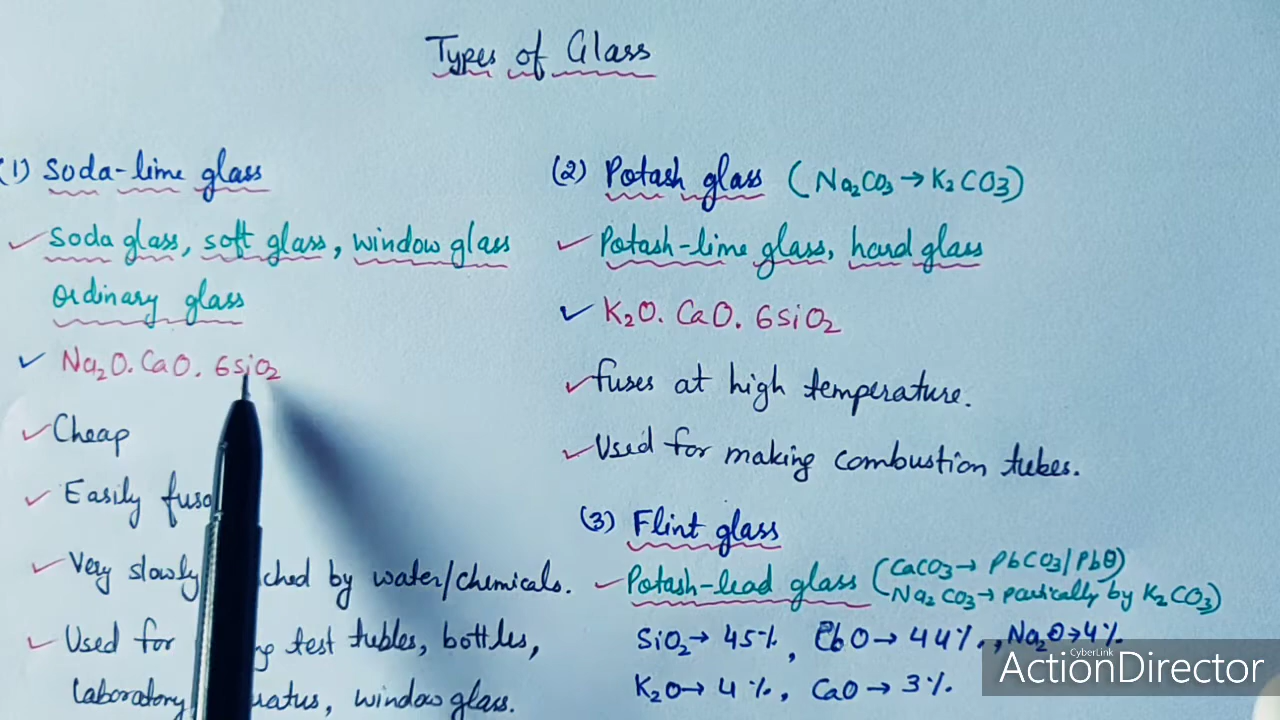 Types of Glass
(1) Soda-lime glass
Soda glass, soft glass, window glass
ordinary glass
Na2O.CaO.6SiO2
Cheap
Easily
Very slowly by water/chemicals.
Used for test tubles, bottles,
laboratory window glass.
(2) Potash glass (Na2CO3→K2CO3)
Potash-lime glass, hard glass
K2O.CaO.6SiO2
fuses at high temperature.
Used for making combustion tubes.
(3) Flint glass
Potash-lead glass (CaCO3→PbCO3/PbO
Na2CO3→partically by K2CO3)
SiO2→45%, PbO→44%., Na2O→4%.
K2O→4%, CaO→3%.
CyberLink
ActionDirector